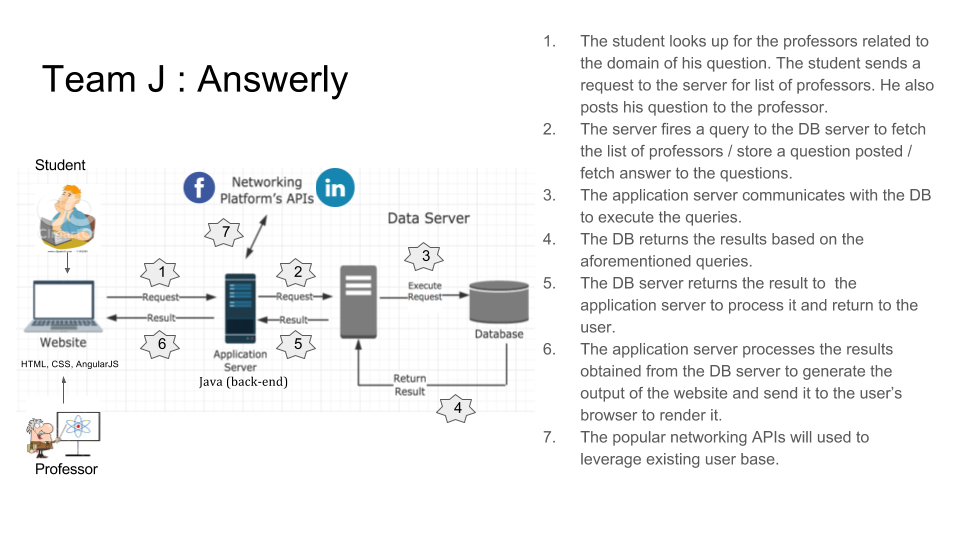 Team J : Answerly
Student
Networking
Platform's APIs
f
in
Data Server
7
1
2
3
Request
Request
Execute
Request
Result
Result
6
5
Website
Application
Server
Database
HTML, CSS, AngularJS
Java (back-end)
Return
Result
4
Professor
1. The student looks up for the professors related to
the domain of his question. The student sends a
request to the server for list of professors. He also
posts his question to the professor.
2. The server fires a query to the DB server to fetch
the list of professors / store a question posted /
fetch answer to the questions.
3. The application server communicates with the DB
to execute the queries.
4. The DB returns the results based on the
aforementioned queries.
5. The DB server returns the result to the
application server to process it and return to the
user.
6. The application server processes the results
obtained from the DB server to generate the
output of the website and send it to the user's
browser to render it.
7. The popular networking APIs will used to
leverage existing user base.